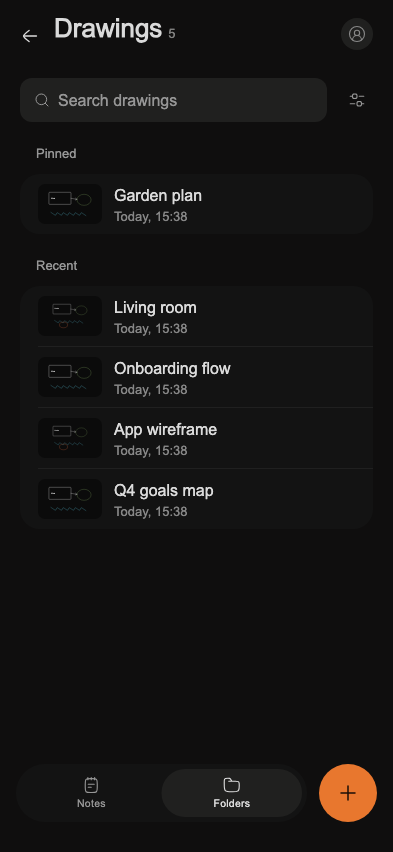 Drawings 5
Search drawings
Pinned
Garden plan
Today, 15:38
Recent
Living room
Today, 15:38
Onboarding flow
Today, 15:38
App wireframe
Today, 15:38
Q4 goals map
Today, 15:38
Notes
Folders